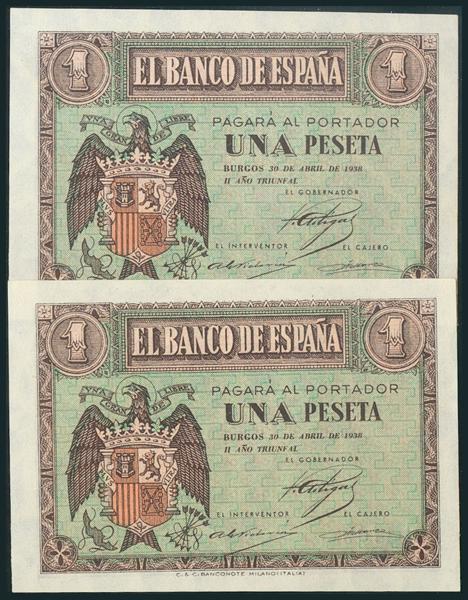 1 EL BANCO DE ESPAÑA 1
UNA GRANDE LIBRE
PAGARÁ AL PORTADOR
UNA PESETA
BURGOS 30 DE ABRIL DE 1938
II AÑO TRIUNFAL
EL GOBERNADOR
EL INTERVENTOR EL CAJERO
1 EL BANCO DE ESPAÑA 1
UNA GRANDE LIBRE
PAGARÁ AL PORTADOR
UNA PESETA
BURGOS 30 DE ABRIL DE 1938
II AÑO TRIUNFAL
EL GOBERNADOR
EL INTERVENTOR EL CAJERO
C. & C. BANCONOTE MILANO (ITALIA)